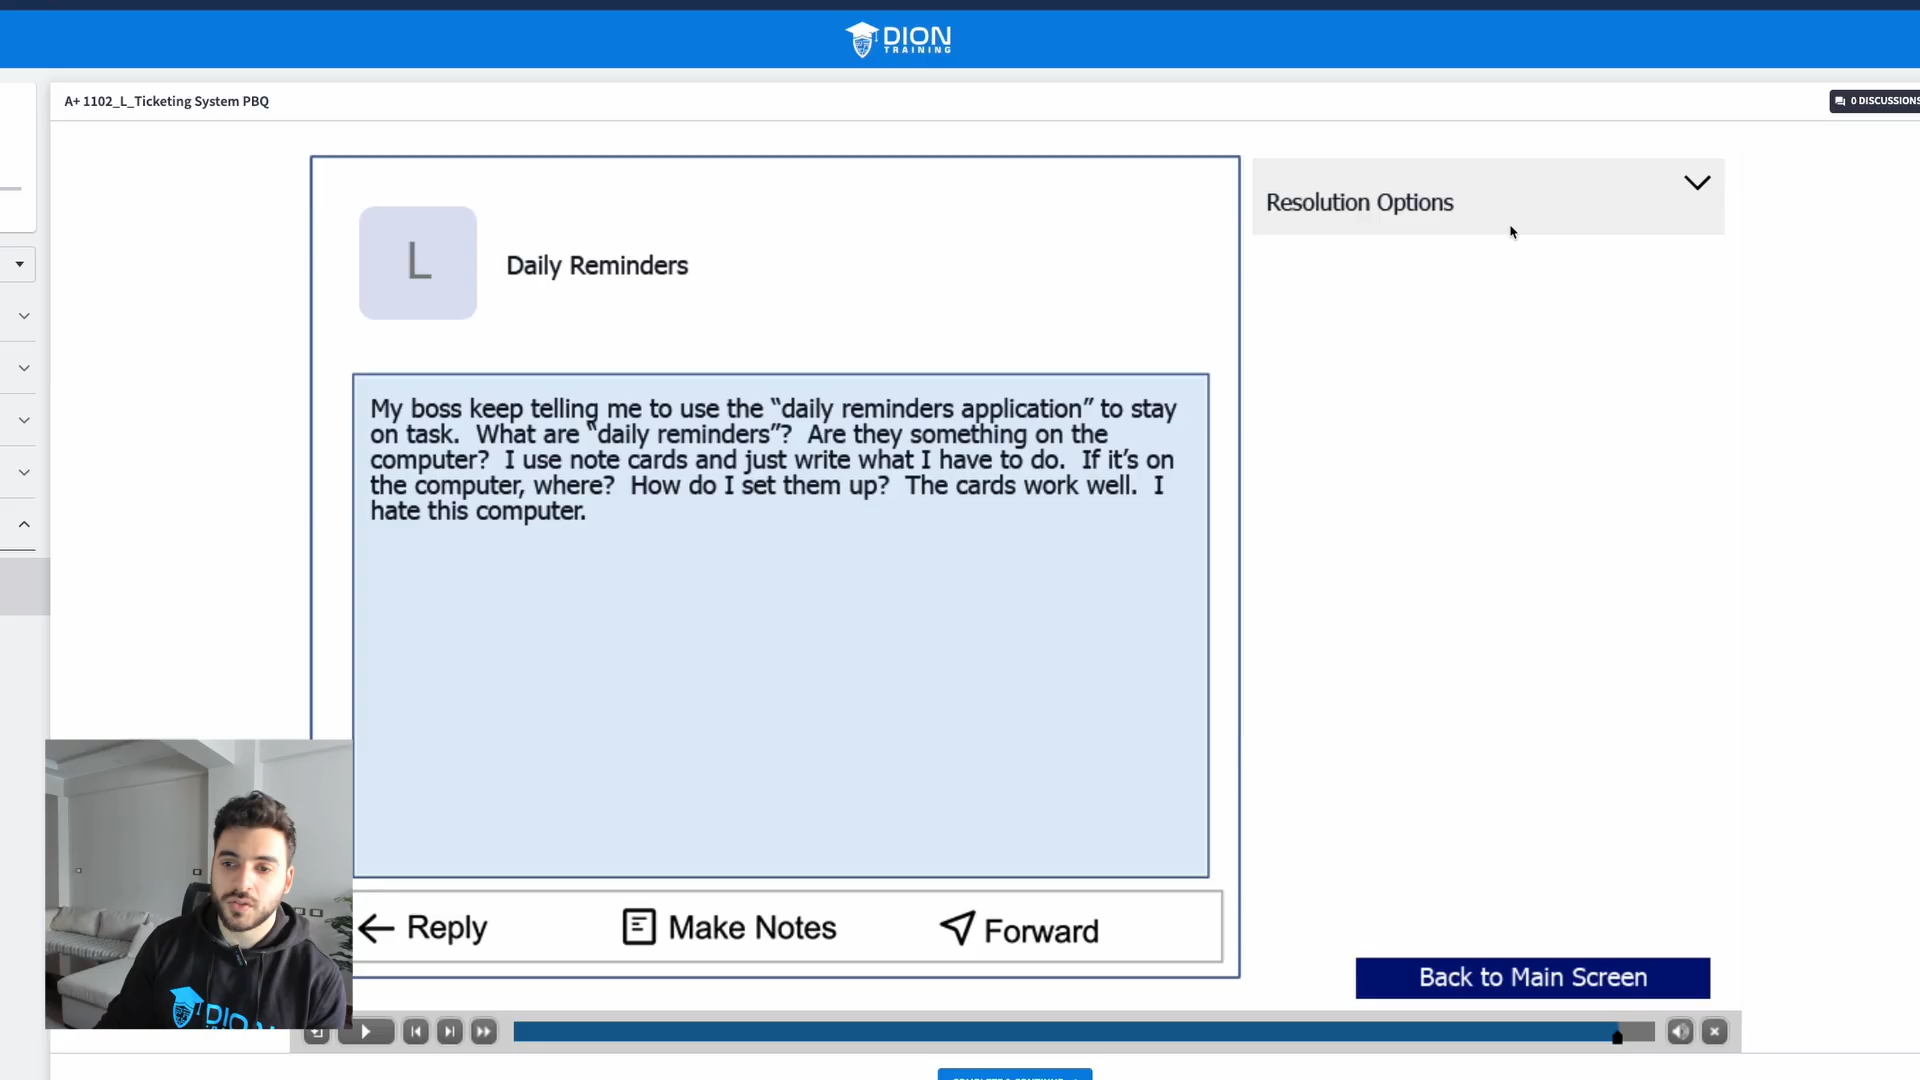 DION
TRAINING
A+ 1102_L_Ticketing System PBQ
0 DISCUSSIONS
L
Daily Reminders
Resolution Options
My boss keep telling me to use the “daily reminders application” to stay
on task.  What are “daily reminders”?  Are they something on the
computer?  I use note cards and just write what I have to do.  If it’s on
the computer, where?  How do I set them up?  The cards work well.  I
hate this computer.
Reply
Make Notes
Forward
Back to Main Screen
DION